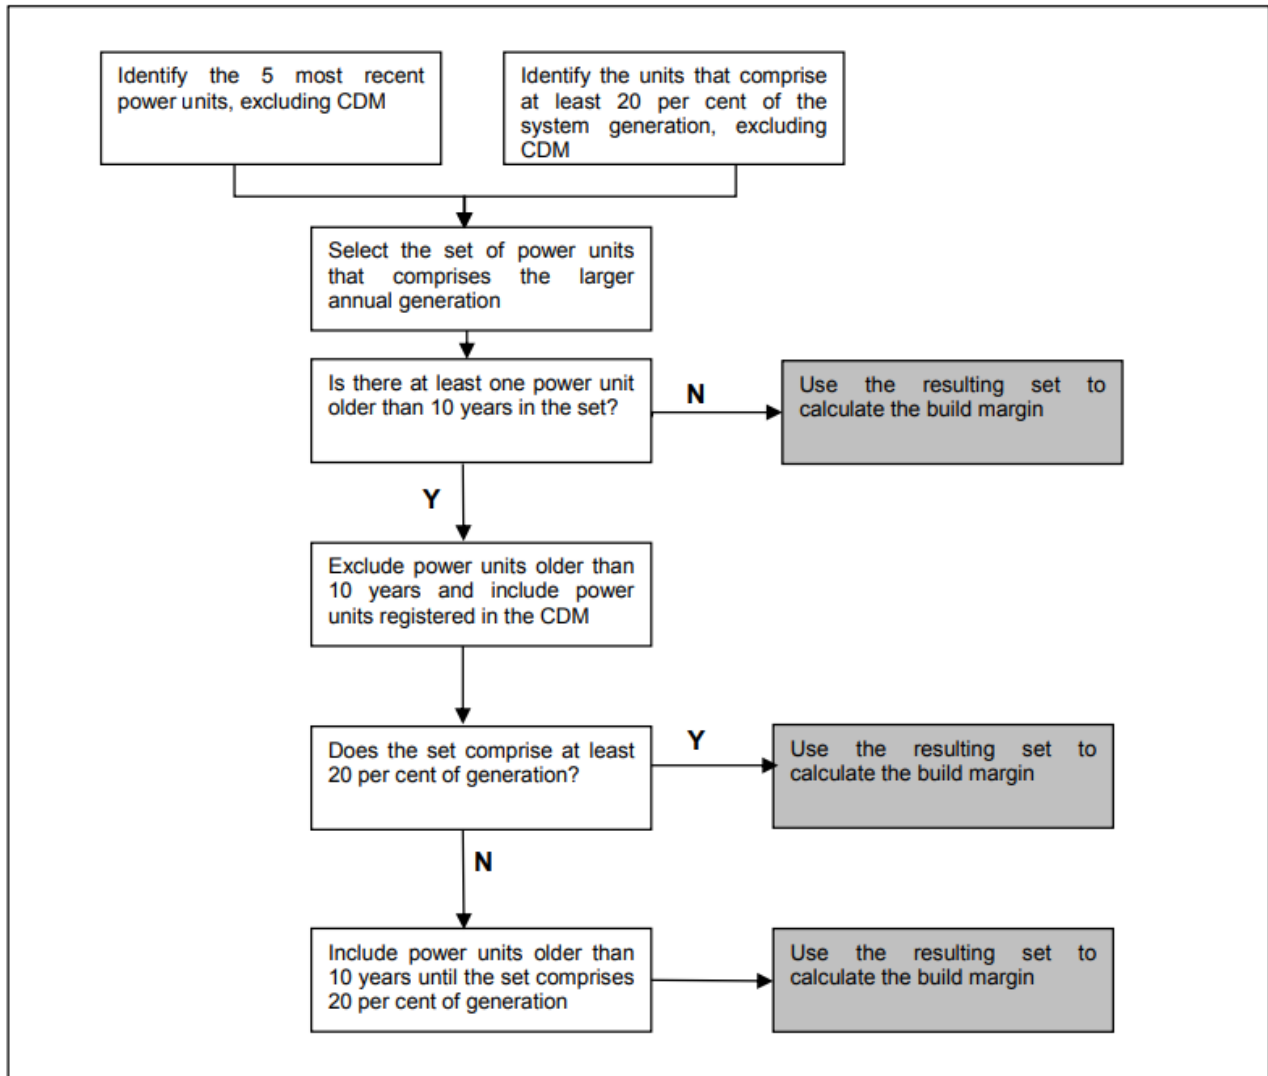 Identify the 5 most recent
power units, excluding CDM
Identify the units that comprise
at least 20 per cent of the
system generation, excluding
CDM
Select the set of power units
that comprises the larger
annual generation
Is there at least one power unit
older than 10 years in the set?
N
Use the resulting set to
calculate the build margin
Y
Exclude power units older than
10 years and include power
units registered in the CDM
Does the set comprise at least
20 per cent of generation?
Y
Use the resulting set to
calculate the build margin
N
Include power units older than
10 years until the set comprises
20 per cent of generation
Use the resulting set to
calculate the build margin